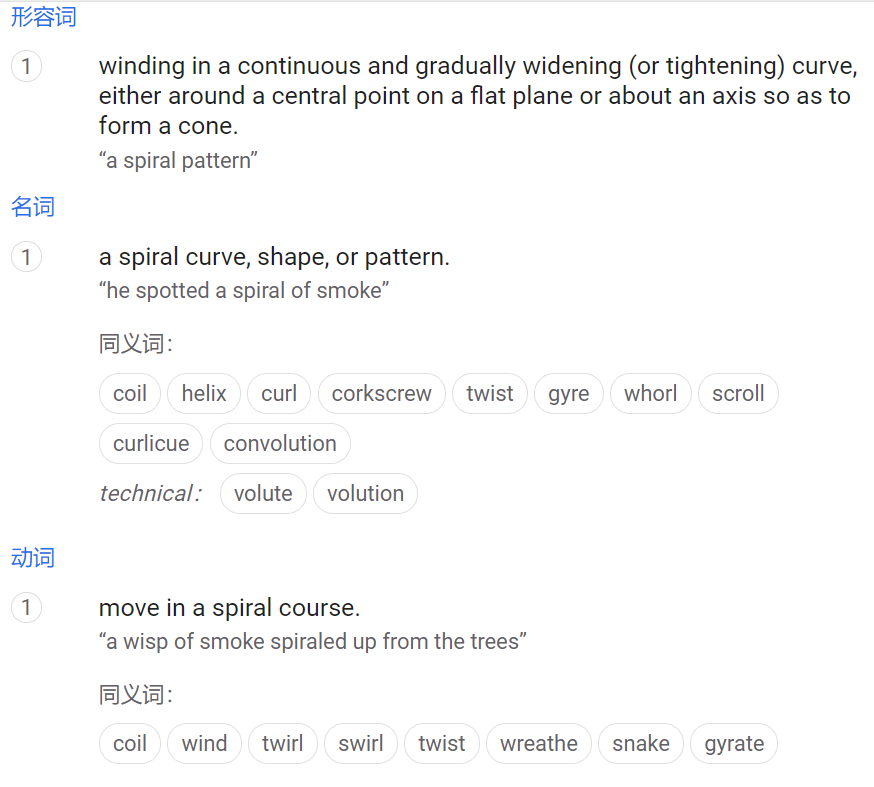 形容词
1 winding in a continuous and gradually widening (or tightening) curve,
either around a central point on a flat plane or about an axis so as to
form a cone.
“a spiral pattern”
名词
1 a spiral curve, shape, or pattern.
“he spotted a spiral of smoke”
同义词：
coil helix curl corkscrew twist gyre whorl scroll
curlicue convolution
technical： volute volution
动词
1 move in a spiral course.
“a wisp of smoke spiraled up from the trees”
同义词：
coil wind twirl swirl twist wreathe snake gyrate